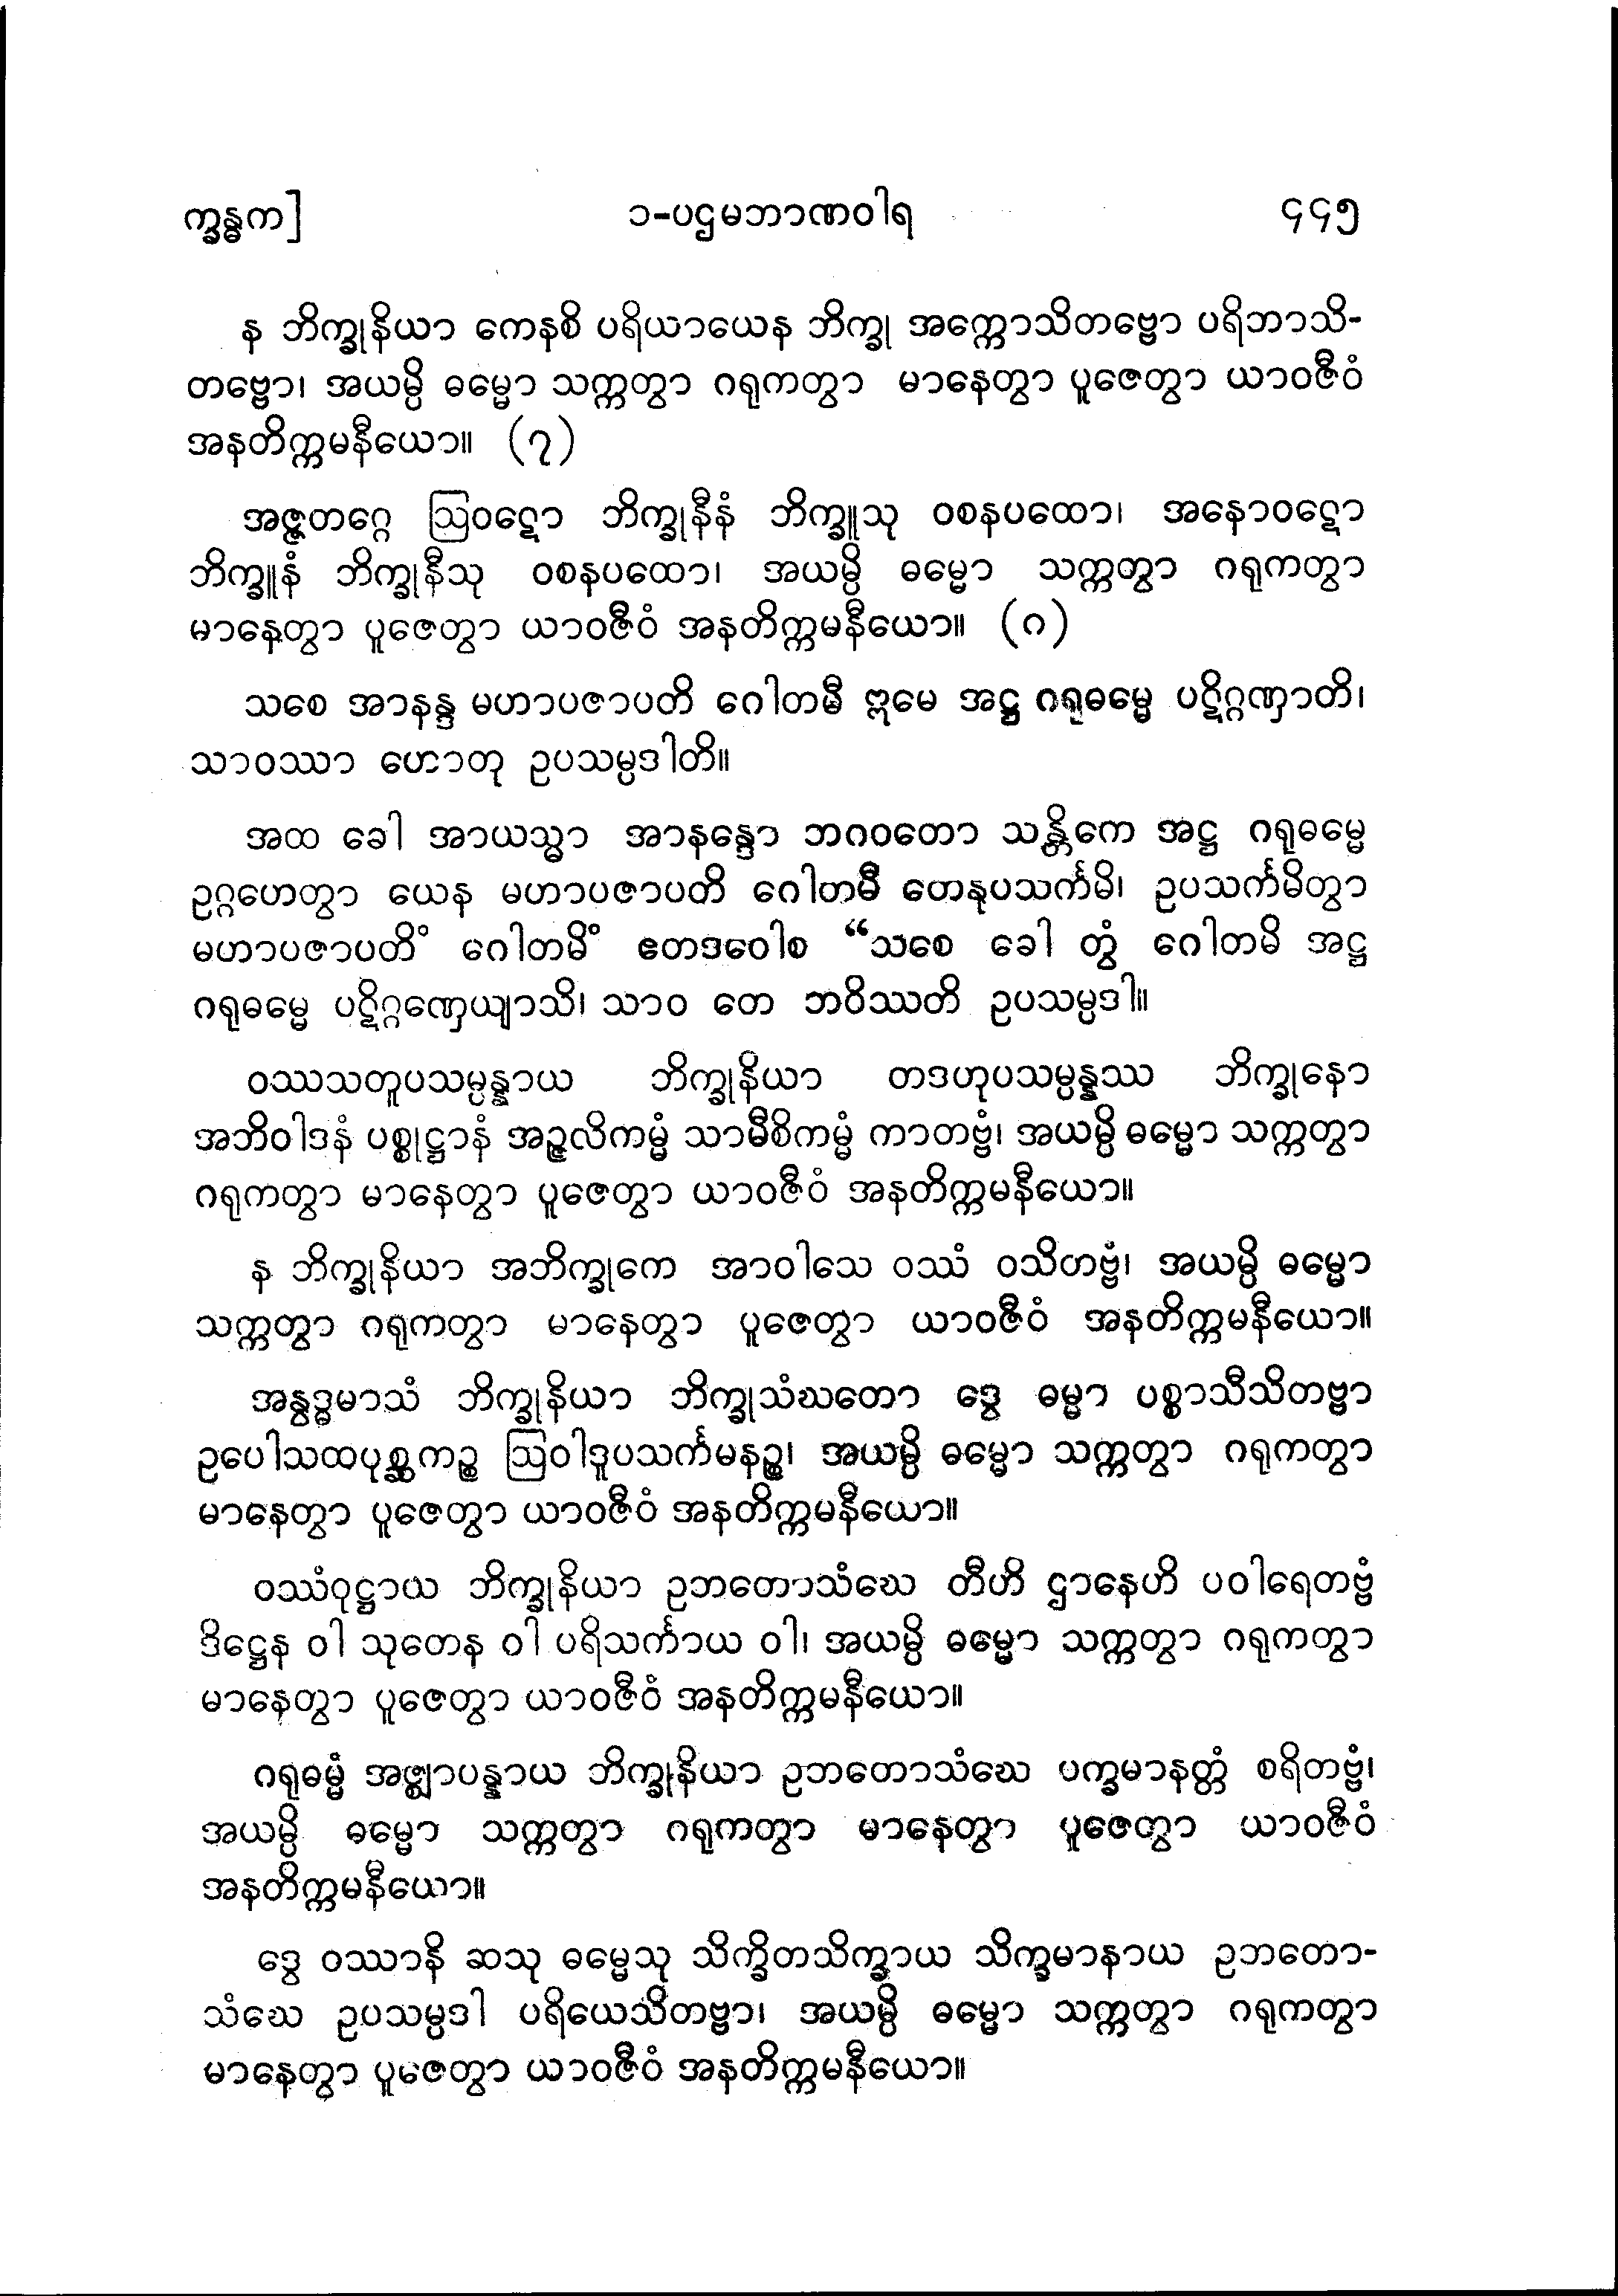 က္ခန္ဓက]
၁-ပဌမဘာဏဝါရ
၄၄၅
န ဘိက္ခုနိယာ ကေနစိ ပရိယာယေန ဘိက္ခု အက္ကောသိတဗ္ဗော ပရိဘာသိ-
တဗ္ဗော၊ အယမ္ပိ ဓမ္မော သက္ကတွာ ဂရုကတွာ မာနေတွာ ပူဇေတွာ ယာဝဇီဝံ
အနတိက္ကမနီယော။ (၇)
အဇ္ဇတဂ္ဂေ ဩဝဋော ဘိက္ခုနီနံ ဘိက္ခူသု ဝစနပထော၊ အနောဝဋော
ဘိက္ခူနံ ဘိက္ခုနီသု ဝစနပထော၊ အယမ္ပိ ဓမ္မော သက္ကတွာ ဂရုကတွာ
မာနေတွာ ပူဇေတွာ ယာဝဇီဝံ အနတိက္ကမနီယော။ (၈)
သစေ အာနန္ဒ မဟာပဇာပတိ ဂေါတမီ ဣမေ အဋ္ဌ ဂရုဓမ္မေ ပဋိဂ္ဂဏှာတိ၊
သာဝဿာ ဟောတု ဥပသမ္ပဒါတိ။
အထ ခေါ အာယသ္မာ အာနန္ဒော ဘဂဝတော သန္တိကေ အဋ္ဌ ဂရုဓမ္မေ
ဥဂ္ဂဟေတွာ ယေန မဟာပဇာပတိ ဂေါတမီ တေနုပသင်္ကမိ၊ ဥပသင်္ကမိတွာ
မဟာပဇာပတိံ ဂေါတမိံ ဧတဒဝေါစ “သစေ ခေါ တွံ ဂေါတမိ အဋ္ဌ
ဂရုဓမ္မေ ပဋိဂ္ဂဏှေယျာသိ၊ သာဝ တေ ဘဝိဿတိ ဥပသမ္ပဒါ။
ဝဿသတူပသမ္ပန္နာယ ဘိက္ခုနိယာ တဒဟုပသမ္ပန္နဿ ဘိက္ခုနော
အဘိဝါဒနံ ပစ္စုဋ္ဌာနံ အဉ္ဇလိကမ္မံ သာမီစိကမ္မံ ကာတဗ္ဗံ၊ အယမ္ပိ ဓမ္မော သက္ကတွာ
ဂရုကတွာ မာနေတွာ ပူဇေတွာ ယာဝဇီဝံ အနတိက္ကမနီယော။
န ဘိက္ခုနိယာ အဘိက္ခုကေ အာဝါသေ ဝဿံ ဝသိတဗ္ဗံ၊ အယမ္ပိ ဓမ္မော
သက္ကတွာ ဂရုကတွာ မာနေတွာ ပူဇေတွာ ယာဝဇီဝံ အနတိက္ကမနီယော။
အနွဒ္ဓမာသံ ဘိက္ခုနိယာ ဘိက္ခုသံဃတော ဒွေ ဓမ္မာ ပစ္စာသီသိတဗ္ဗာ
ဥပေါသထပုစ္ဆကဉ္စ ဩဝါဒူပသင်္ကမနဉ္စ၊ အယမ္ပိ ဓမ္မော သက္ကတွာ ဂရုကတွာ
မာနေတွာ ပူဇေတွာ ယာဝဇီဝံ အနတိက္ကမနီယော။
ဝဿံဝုဋ္ဌာယ ဘိက္ခုနိယာ ဥဘတောသံဃေ တီဟိ ဌာနေဟိ ပဝါရေတဗ္ဗံ
ဒိဋ္ဌေန ဝါ သုတေန ဝါ ပရိသင်္ကာယ ဝါ၊ အယမ္ပိ ဓမ္မော သက္ကတွာ ဂရုကတွာ
မာနေတွာ ပူဇေတွာ ယာဝဇီဝံ အနတိက္ကမနီယော။
ဂရုဓမ္မံ အဇ္ဈာပန္နာယ ဘိက္ခုနိယာ ဥဘတောသံဃေ ပက္ခမာနတ္တံ စရိတဗ္ဗံ၊
အယမ္ပိ ဓမ္မော သက္ကတွာ ဂရုကတွာ မာနေတွာ ပူဇေတွာ ယာဝဇီဝံ
အနတိက္ကမနီယော။
ဒွေ ဝဿာနိ ဆသု ဓမ္မေသု သိက္ခိတသိက္ခာယ သိက္ခမာနာယ ဥဘတော-
သံဃေ ဥပသမ္ပဒါ ပရိယေသိတဗ္ဗာ၊ အယမ္ပိ ဓမ္မော သက္ကတွာ ဂရုကတွာ
မာနေတွာ ပူဇေတွာ ယာဝဇီဝံ အနတိက္ကမနီယော။